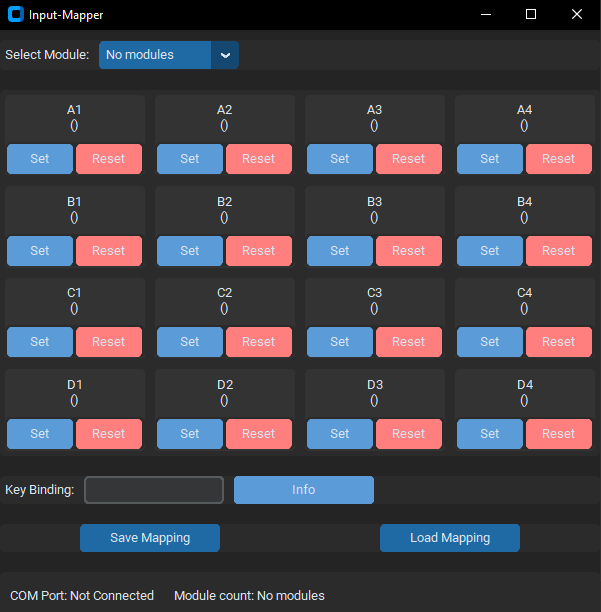 Input-Mapper
Select Module: No modules
A1 A2 A3 A4
() () () ()
Set Reset Set Reset Set Reset Set Reset
B1 B2 B3 B4
() () () ()
Set Reset Set Reset Set Reset Set Reset
C1 C2 C3 C4
() () () ()
Set Reset Set Reset Set Reset Set Reset
D1 D2 D3 D4
() () () ()
Set Reset Set Reset Set Reset Set Reset
Key Binding: Info
Save Mapping Load Mapping
COM Port: Not Connected Module count: No modules